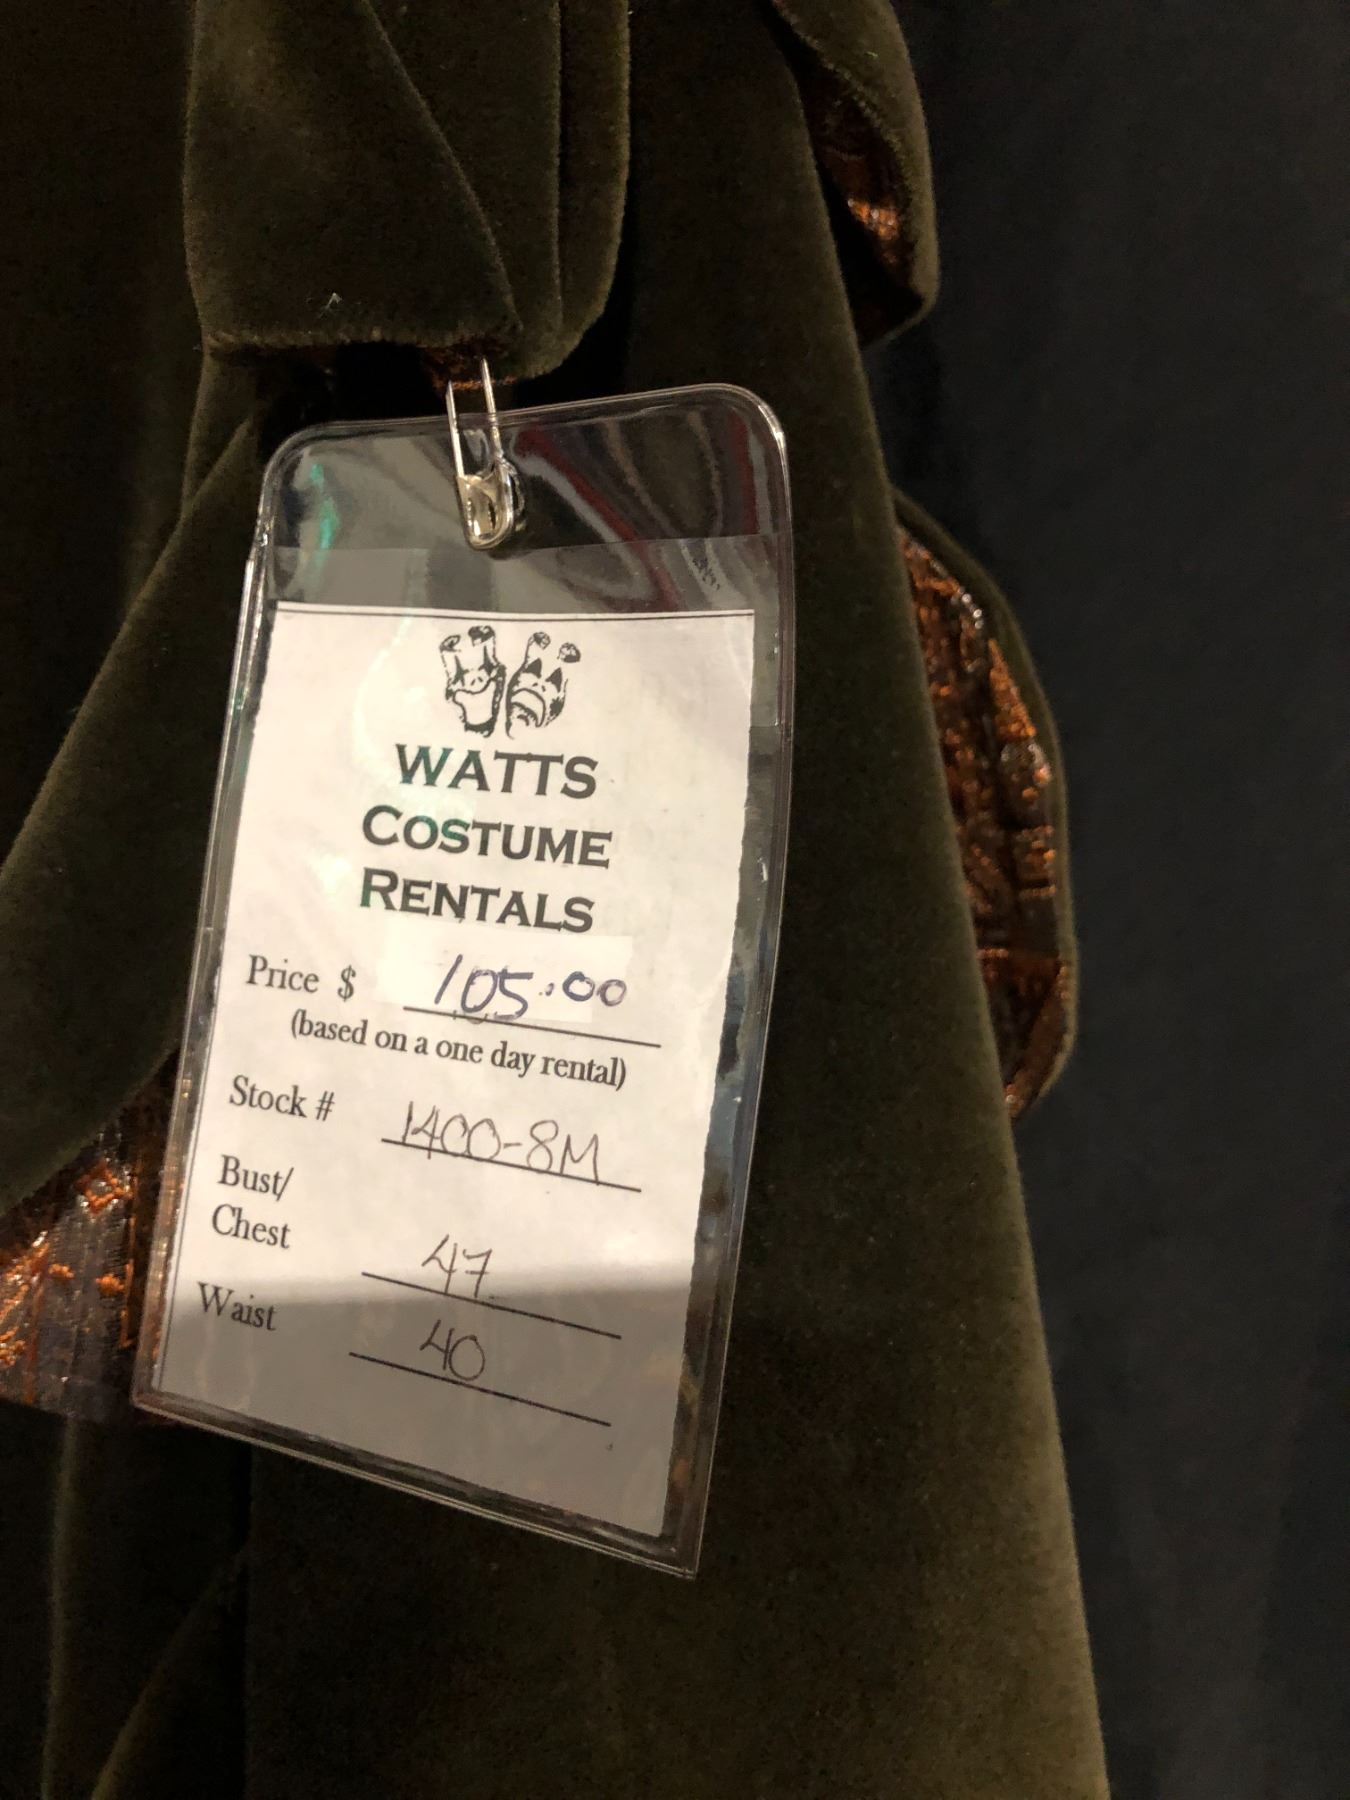 WATTS
COSTUME
RENTALS
Price $ 105.00
(based on a one day rental)
Stock # 1400-8M
Bust/
Chest 47
Waist 40